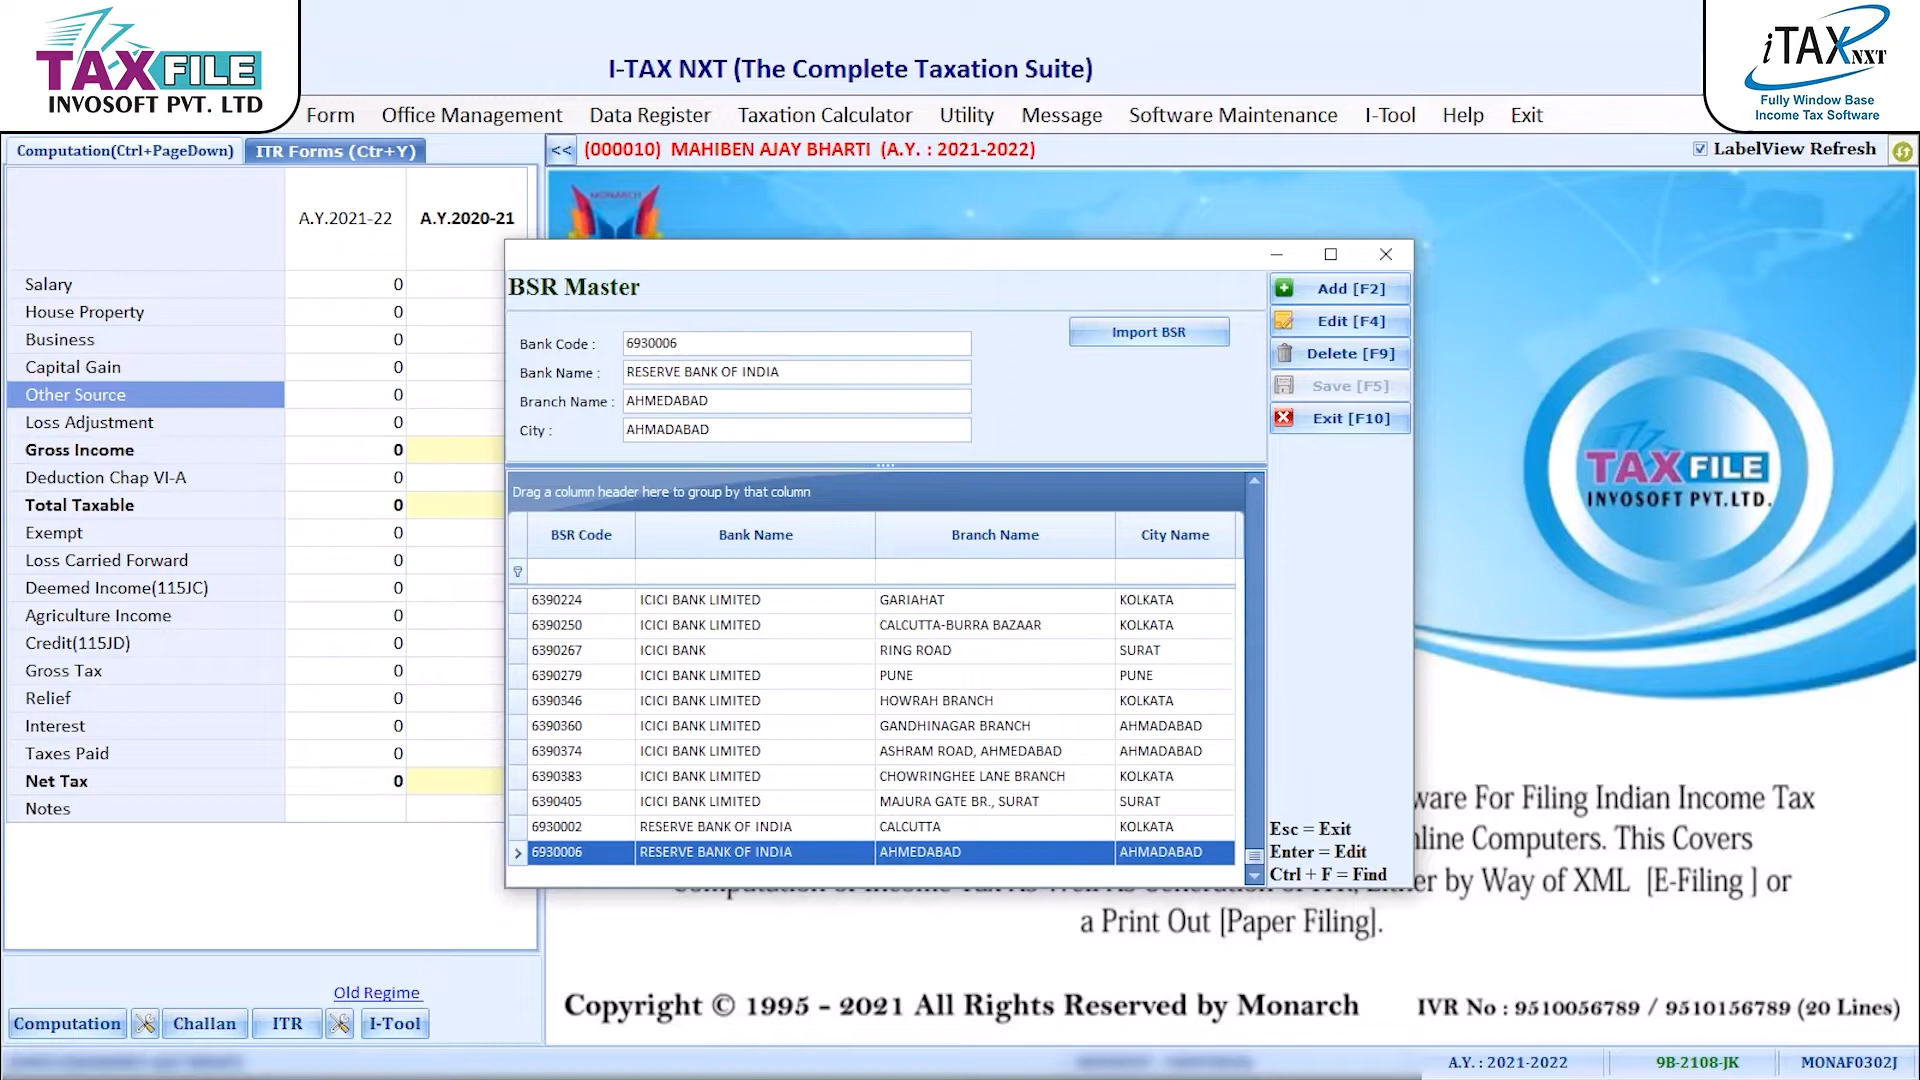 TAXFILE
INVOSOFT PVT. LTD
I-TAX NXT (The Complete Taxation Suite)
iTAX NXT
Fully Window Base
Income Tax Software
Form Office Management Data Register Taxation Calculator Utility Message Software Maintenance I-Tool Help Exit
Computation(Ctrl+PageDown) ITR Forms (Ctr+Y)
<< (000010) MAHIBEN AJAY BHARTI (A.Y. : 2021-2022)
LabelView Refresh
A.Y.2021-22 A.Y.2020-21
Salary 0
House Property 0
Business 0
Capital Gain 0
Other Source 0
Loss Adjustment 0
Gross Income 0
Deduction Chap VI-A 0
Total Taxable 0
Exempt 0
Loss Carried Forward 0
Deemed Income(115JC) 0
Agriculture Income 0
Credit(115JD) 0
Gross Tax 0
Relief 0
Interest 0
Taxes Paid 0
Net Tax 0
Notes
Old Regime
Computation Challan ITR I-Tool
MONARCH
BSR Master
Bank Code : 6930006
Bank Name : RESERVE BANK OF INDIA
Branch Name : AHMEDABAD
City : AHMADABAD
Import BSR
Add [F2]
Edit [F4]
Delete [F9]
Save [F5]
Exit [F10]
Drag a column header here to group by that column
BSR Code Bank Name Branch Name City Name
6390224 ICICI BANK LIMITED GARIAHAT KOLKATA
6390250 ICICI BANK LIMITED CALCUTTA-BURRA BAZAAR KOLKATA
6390267 ICICI BANK RING ROAD SURAT
6390279 ICICI BANK LIMITED PUNE PUNE
6390346 ICICI BANK LIMITED HOWRAH BRANCH KOLKATA
6390360 ICICI BANK LIMITED GANDHINAGAR BRANCH AHMADABAD
6390374 ICICI BANK LIMITED ASHRAM ROAD, AHMEDABAD AHMADABAD
6390383 ICICI BANK LIMITED CHOWRINGHEE LANE BRANCH KOLKATA
6390405 ICICI BANK LIMITED MAJURA GATE BR., SURAT SURAT
6930002 RESERVE BANK OF INDIA CALCUTTA KOLKATA
6930006 RESERVE BANK OF INDIA AHMEDABAD AHMADABAD
Esc = Exit
Enter = Edit
Ctrl + F = Find
TAXFILE
INVOSOFT PVT.LTD.
ware For Filing Indian Income Tax
line Computers. This Covers
er by Way of XML [E-Filing ] or
a Print Out [Paper Filing].
Copyright © 1995 - 2021 All Rights Reserved by Monarch
IVR No : 9510056789 / 9510156789 (20 Lines)
A.Y. : 2021-2022 9B-2108-JK MONAF0302J